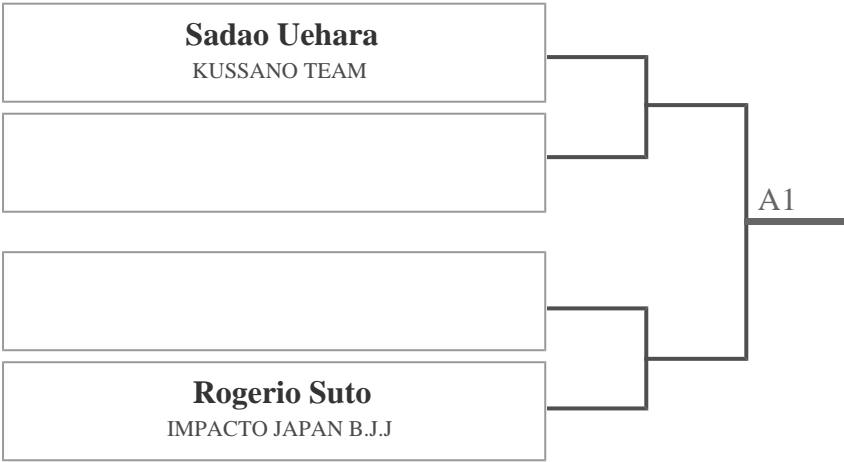 Sadao Uehara
KUSSANO TEAM
A1
Rogerio Suto
IMPACTO JAPAN B.J.J